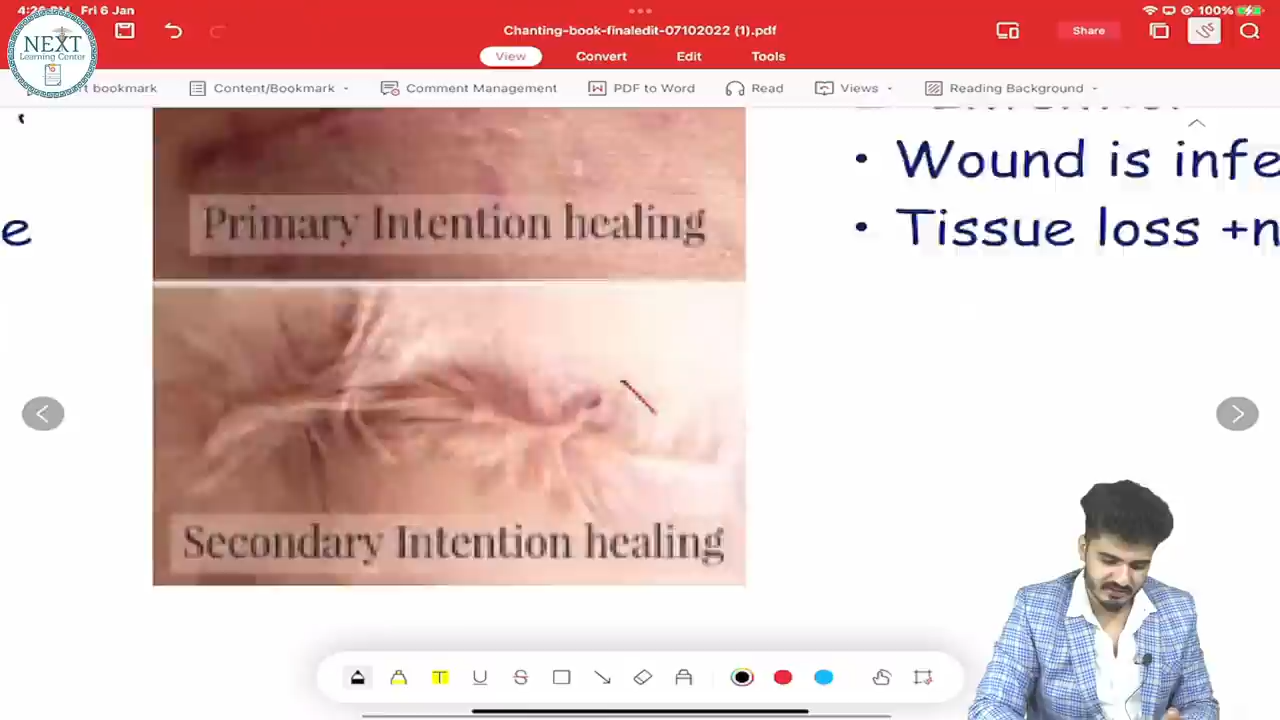 Fri 6 Jan
100%
NEXT
Learning Center
Chanting-book-finaledit-07102022 (1).pdf
Share
View
Convert
Edit
Tools
bookmark
Content/Bookmark
Comment Management
PDF to Word
Read
Views
Reading Background
• Wound is infe
e
• Tissue loss +n
Primary Intention healing
Secondary Intention healing
T
U
S
A